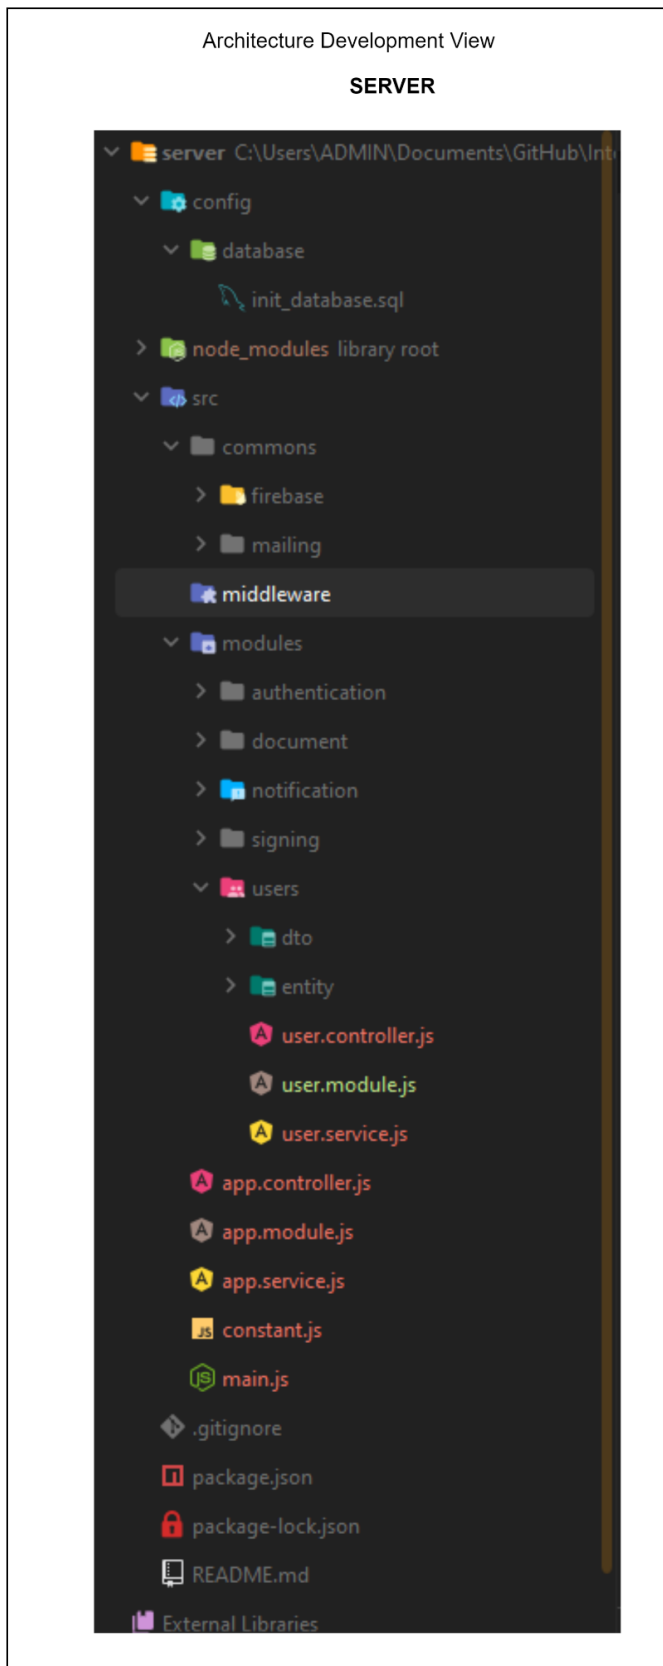 Architecture Development View
SERVER
server C:\Users\ADMIN\Documents\GitHub\Int
config
database
init_database.sql
node_modules library root
src
commons
firebase
mailing
middleware
modules
authentication
document
notification
signing
users
dto
entity
user.controller.js
user.module.js
user.service.js
app.controller.js
app.module.js
app.service.js
JS constant.js
JS main.js
.gitignore
package.json
package-lock.json
README.md
External Libraries